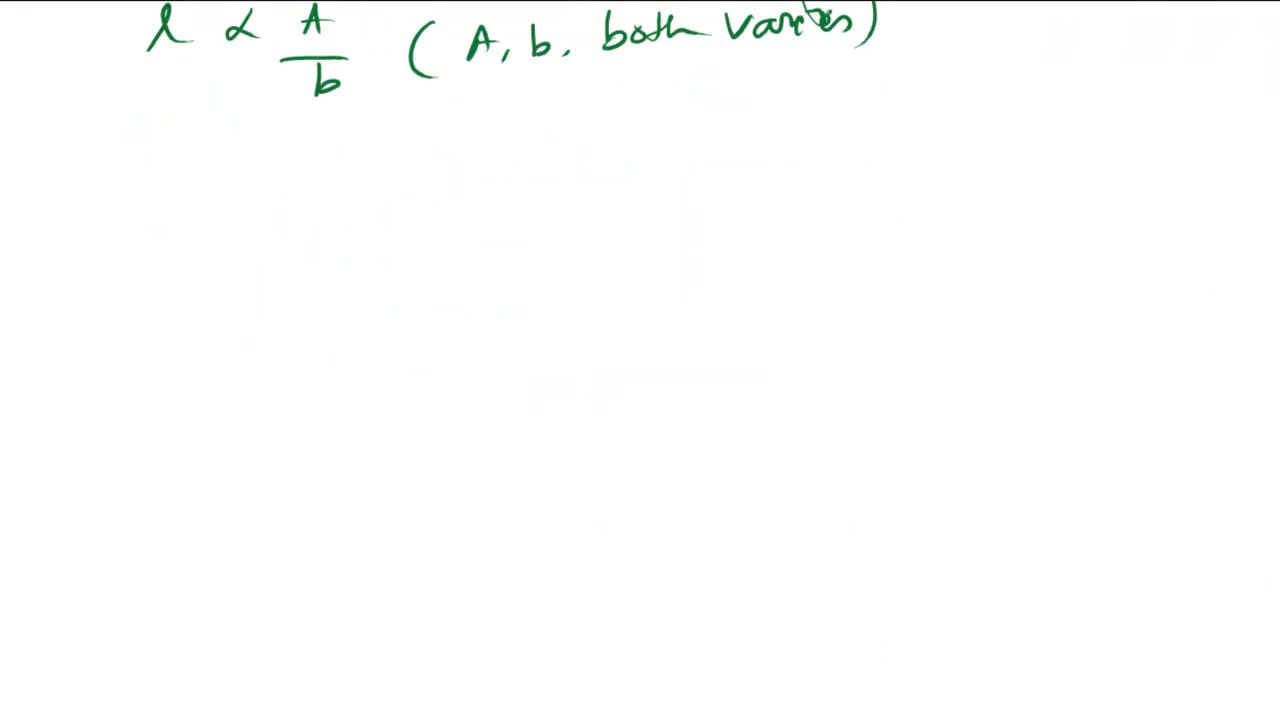 l ∝ A/b (A, b. both varies)